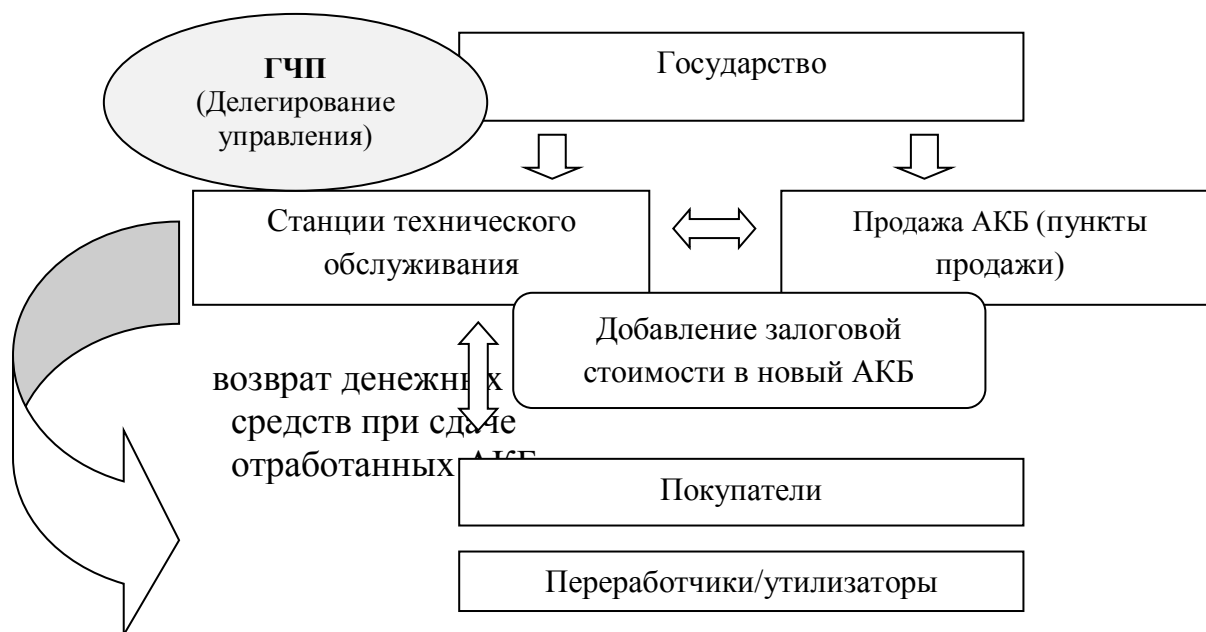 ГЧП
(Делегирование
управления)
Государство
Станции технического
обслуживания
Продажа АКБ (пункты
продажи)
Добавление залоговой
стоимости в новый АКБ
возврат денежных
средств при сдаче
отработанных АКБ
Покупатели
Переработчики/утилизаторы